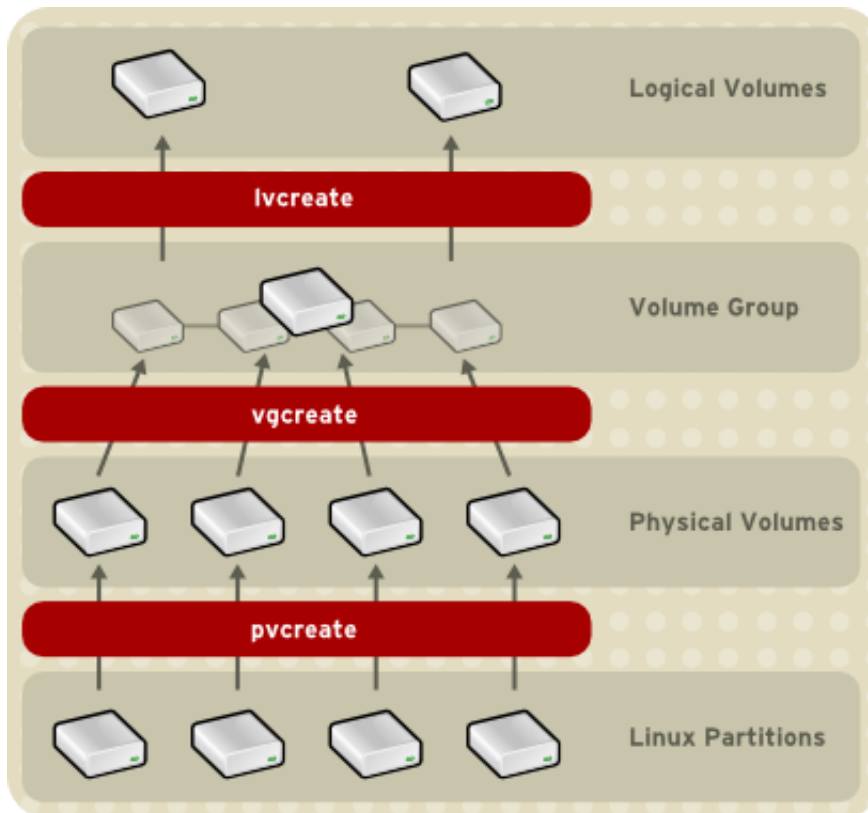 Logical Volumes
lvcreate
Volume Group
vgcreate
Physical Volumes
pvcreate
Linux Partitions